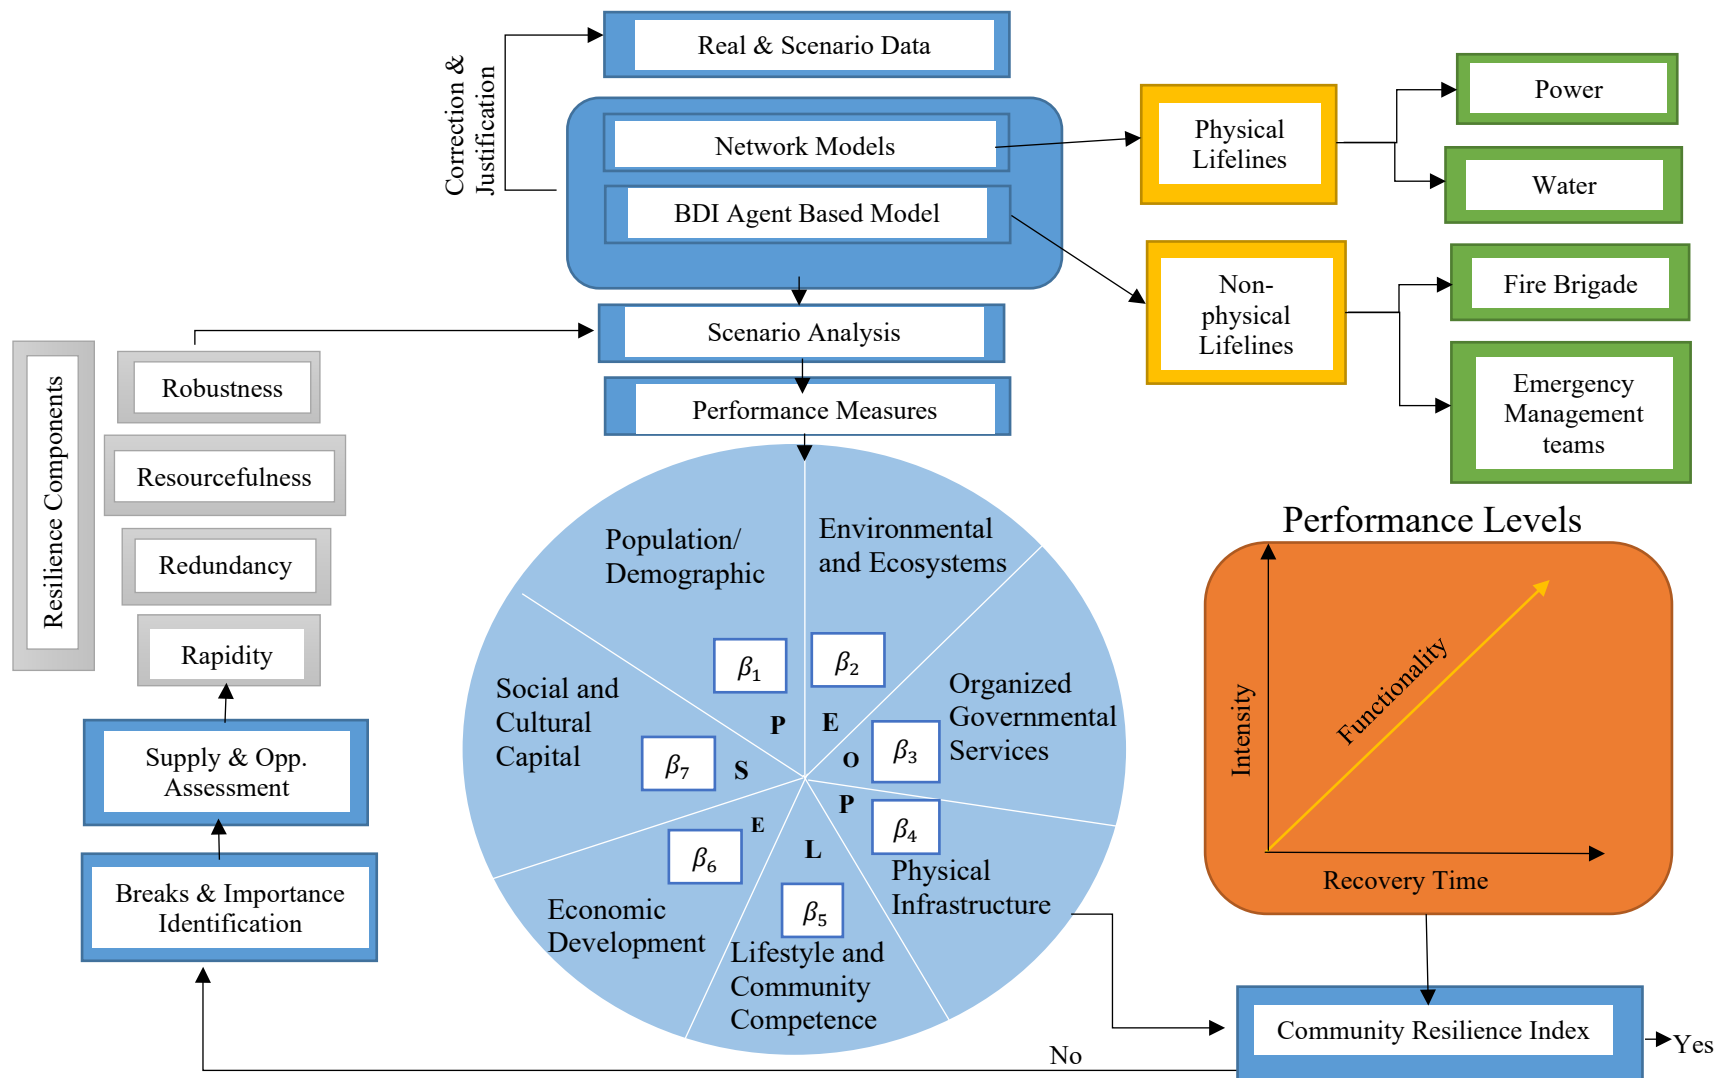 Correction &
Justification
Real & Scenario Data
Network Models
BDI Agent Based Model
Physical
Lifelines
Power
Water
Non-
physical
Lifelines
Fire Brigade
Emergency
Management
teams
Scenario Analysis
Performance Measures
Resilience Components
Robustness
Resourcefulness
Redundancy
Rapidity
Supply & Opp.
Assessment
Breaks & Importance
Identification
Population/
Demographic
β1
P
Environmental
and Ecosystems
β2
E
Organized
Governmental
Services
β3
O
Physical
Infrastructure
β4
P
Lifestyle and
Community
Competence
β5
L
Economic
Development
β6
E
Social and
Cultural
Capital
β7
S
Performance Levels
Intensity
Functionality
Recovery Time
Community Resilience Index
Yes
No